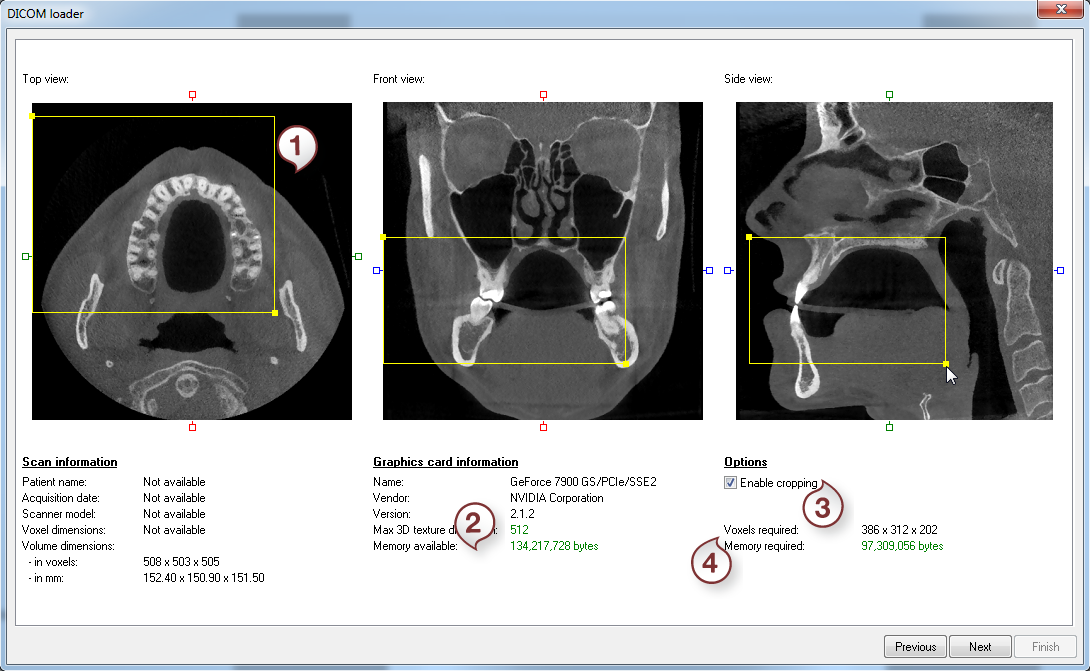 DICOM loader
Top view:
Front view:
Side view:
1
Scan information
Patient name: Not available
Acquisition date: Not available
Scanner model: Not available
Voxel dimensions: Not available
Volume dimensions:
- in voxels: 508 x 503 x 505
- in mm: 152.40 x 150.90 x 151.50
Graphics card information
Name: GeForce 7900 GS/PCIe/SSE2
Vendor: NVIDIA Corporation
Version: 2.1.2
2
Max 3D texture 512
Memory available: 134,217,728 bytes
Options
Enable cropping
3
Voxels required: 386 x 312 x 202
Memory required: 97,309,056 bytes
4
Previous
Next
Finish